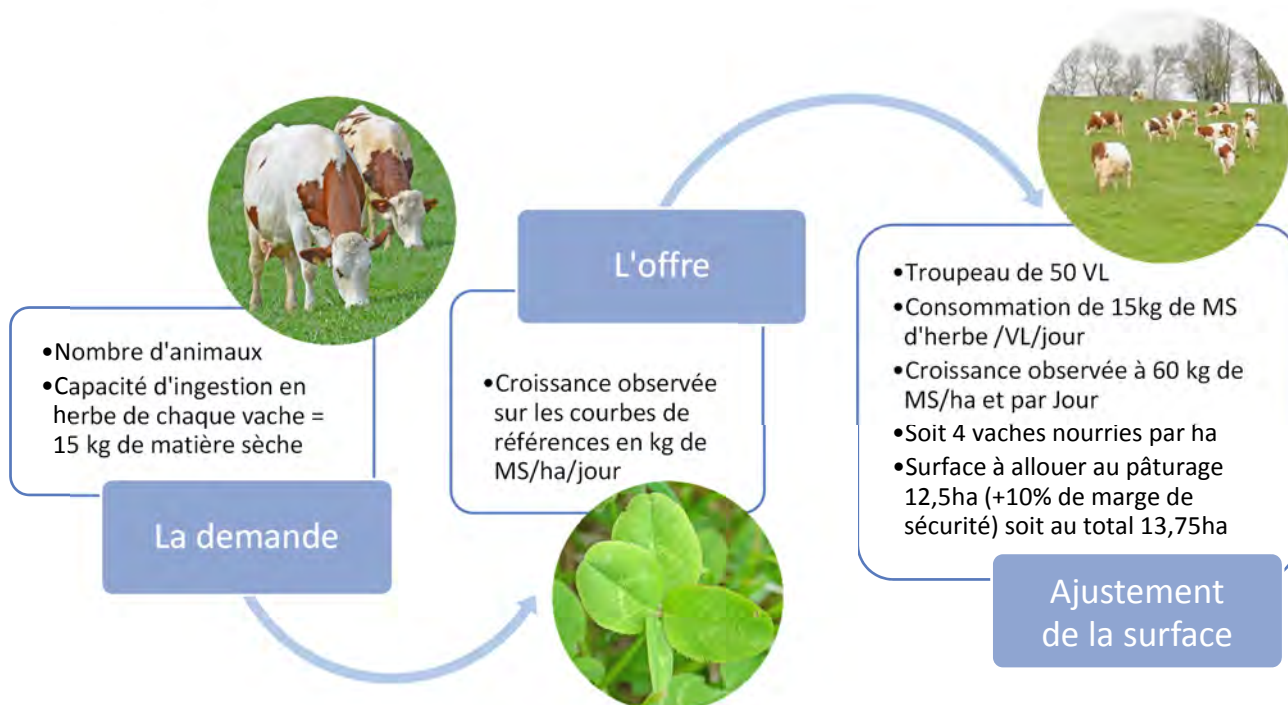 •Nombre d'animaux
•Capacité d'ingestion en
herbe de chaque vache =
15 kg de matière sèche
La demande
L'offre
•Croissance observée
sur les courbes de
références en kg de
MS/ha/jour
•Troupeau de 50 VL
•Consommation de 15kg de MS
d'herbe /VL/jour
•Croissance observée à 60 kg de
MS/ha et par Jour
•Soit 4 vaches nourries par ha
•Surface à allouer au pâturage
12,5ha (+10% de marge de
sécurité) soit au total 13,75ha
Ajustement
de la surface